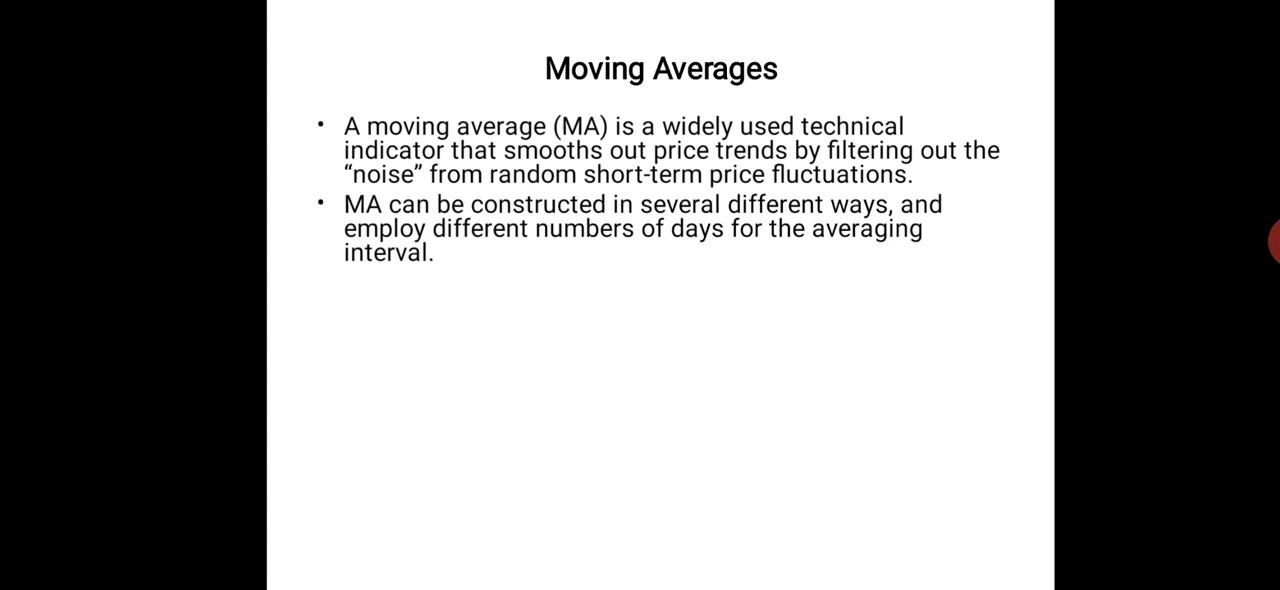 Moving Averages
• A moving average (MA) is a widely used technical
indicator that smooths out price trends by filtering out the
“noise” from random short-term price fluctuations.
• MA can be constructed in several different ways, and
employ different numbers of days for the averaging
interval.